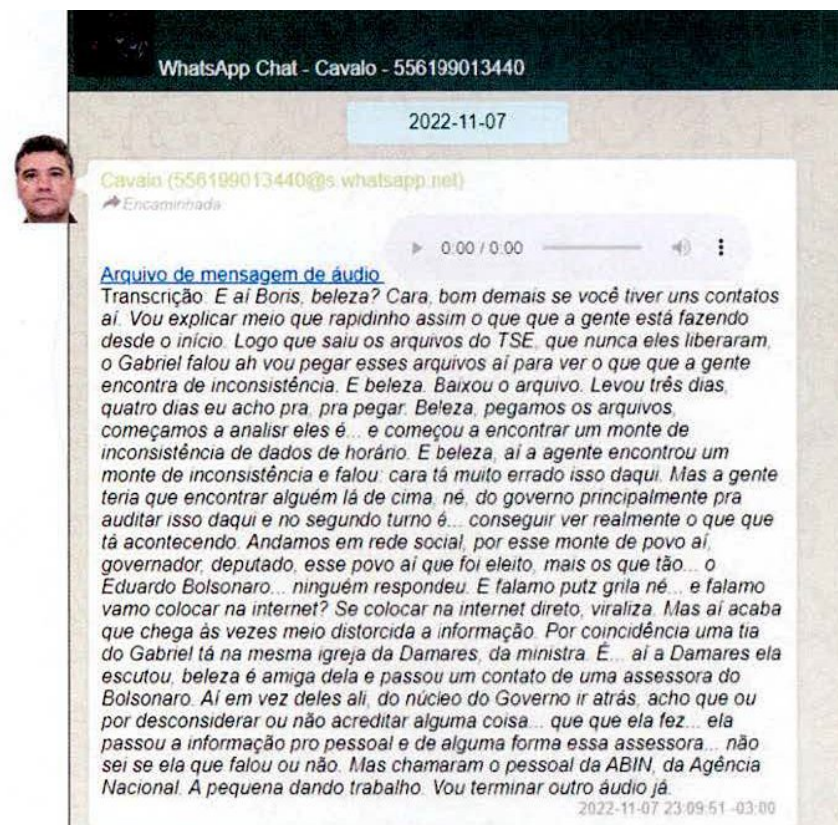 WhatsApp Chat - Cavalo - 556199013440
2022-11-07
Cavalo (556199013440@s.whatsapp.net)
Encaminhada
0:00 / 0:00
Arquivo de mensagem de áudio
Transcrição: E aí Boris, beleza? Cara, bom demais se você tiver uns contatos
aí. Vou explicar meio que rapidinho assim o que que a gente está fazendo
desde o início. Logo que saiu os arquivos do TSE, que nunca eles liberaram,
o Gabriel falou ah vou pegar esses arquivos aí para ver o que que a gente
encontra de inconsistência. E beleza. Baixou o arquivo. Levou três dias,
quatro dias eu acho pra, pra pegar. Beleza, pegamos os arquivos,
começamos a analisr eles é... e começou a encontrar um monte de
inconsistência de dados de horário. E beleza, aí a agente encontrou um
monte de inconsistência e falou: cara tá muito errado isso daqui. Mas a gente
teria que encontrar alguém lá de cima, né, do governo principalmente pra
auditar isso daqui e no segundo turno é... conseguir ver realmente o que que
tá acontecendo. Andamos em rede social, por esse monte de povo aí,
governador, deputado, esse povo aí que foi eleito, mais os que tão... o
Eduardo Bolsonaro... ninguém respondeu. E falamo putz grila né... e falamo
vamo colocar na internet? Se colocar na internet direto, viraliza. Mas aí acaba
que chega às vezes meio distorcida a informação. Por coincidência uma tia
do Gabriel tá na mesma igreja da Damares, da ministra. É... aí a Damares ela
escutou, beleza é amiga dela e passou um contato de uma assessora do
Bolsonaro. Aí em vez deles ali, do núcleo do Governo ir atrás, acho que ou
por desconsiderar ou não acreditar alguma coisa... que que ela fez... ela
passou a informação pro pessoal e de alguma forma essa assessora... não
sei se ela que falou ou não. Mas chamaram o pessoal da ABIN, da Agência
Nacional. A pequena dando trabalho. Vou terminar outro áudio já.
2022-11-07 23:09:51 -03:00